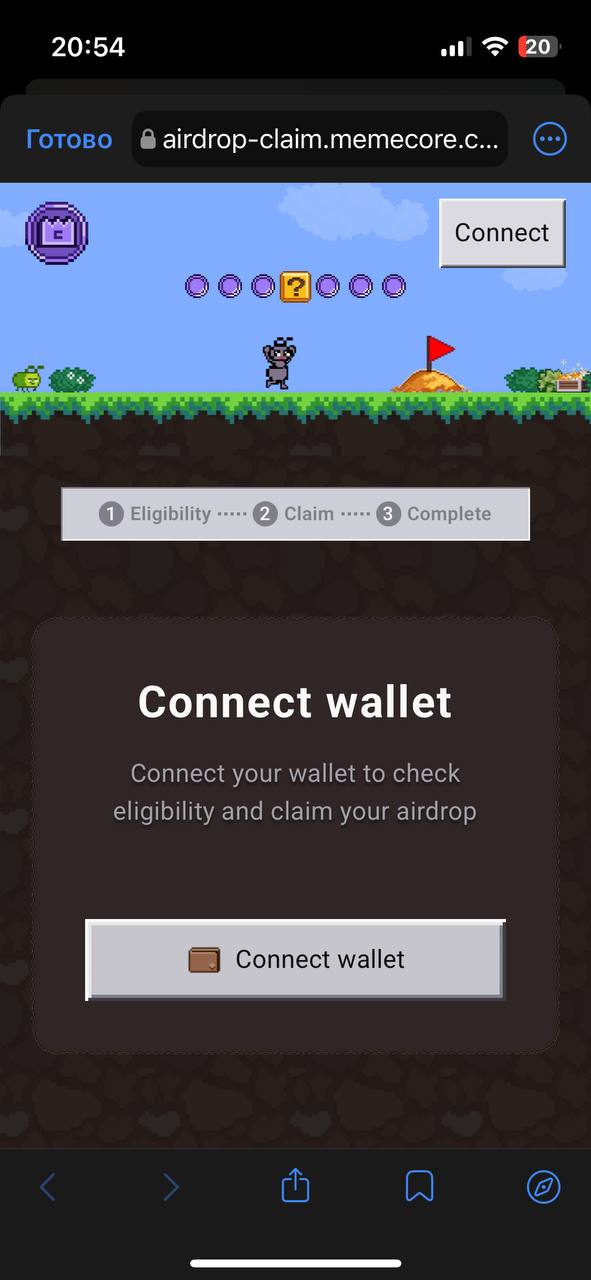 20:54
20
Готово
airdrop-claim.memecore.c...
Connect
?
1 Eligibility ····· 2 Claim ····· 3 Complete
Connect wallet
Connect your wallet to check
eligibility and claim your airdrop
Connect wallet